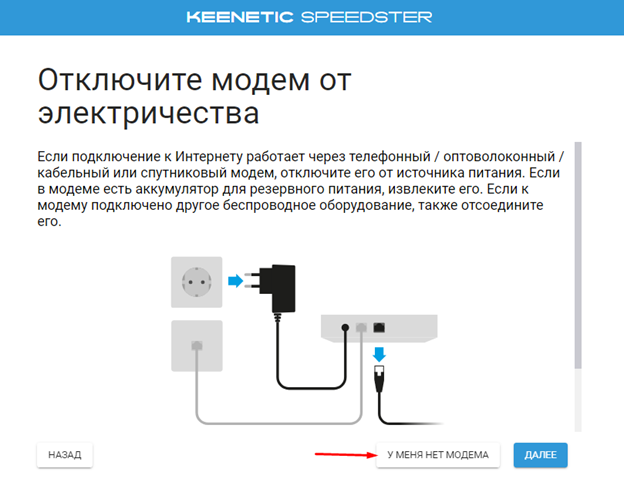 KEENETIC SPEEDSTER
Отключите модем от
электричества
Если подключение к Интернету работает через телефонный / оптоволоконный /
кабельный или спутниковый модем, отключите его от источника питания. Если
в модеме есть аккумулятор для резервного питания, извлеките его. Если к
модему подключено другое беспроводное оборудование, также отсоедините
его.
НАЗАД
У МЕНЯ НЕТ МОДЕМА
ДАЛЕЕ